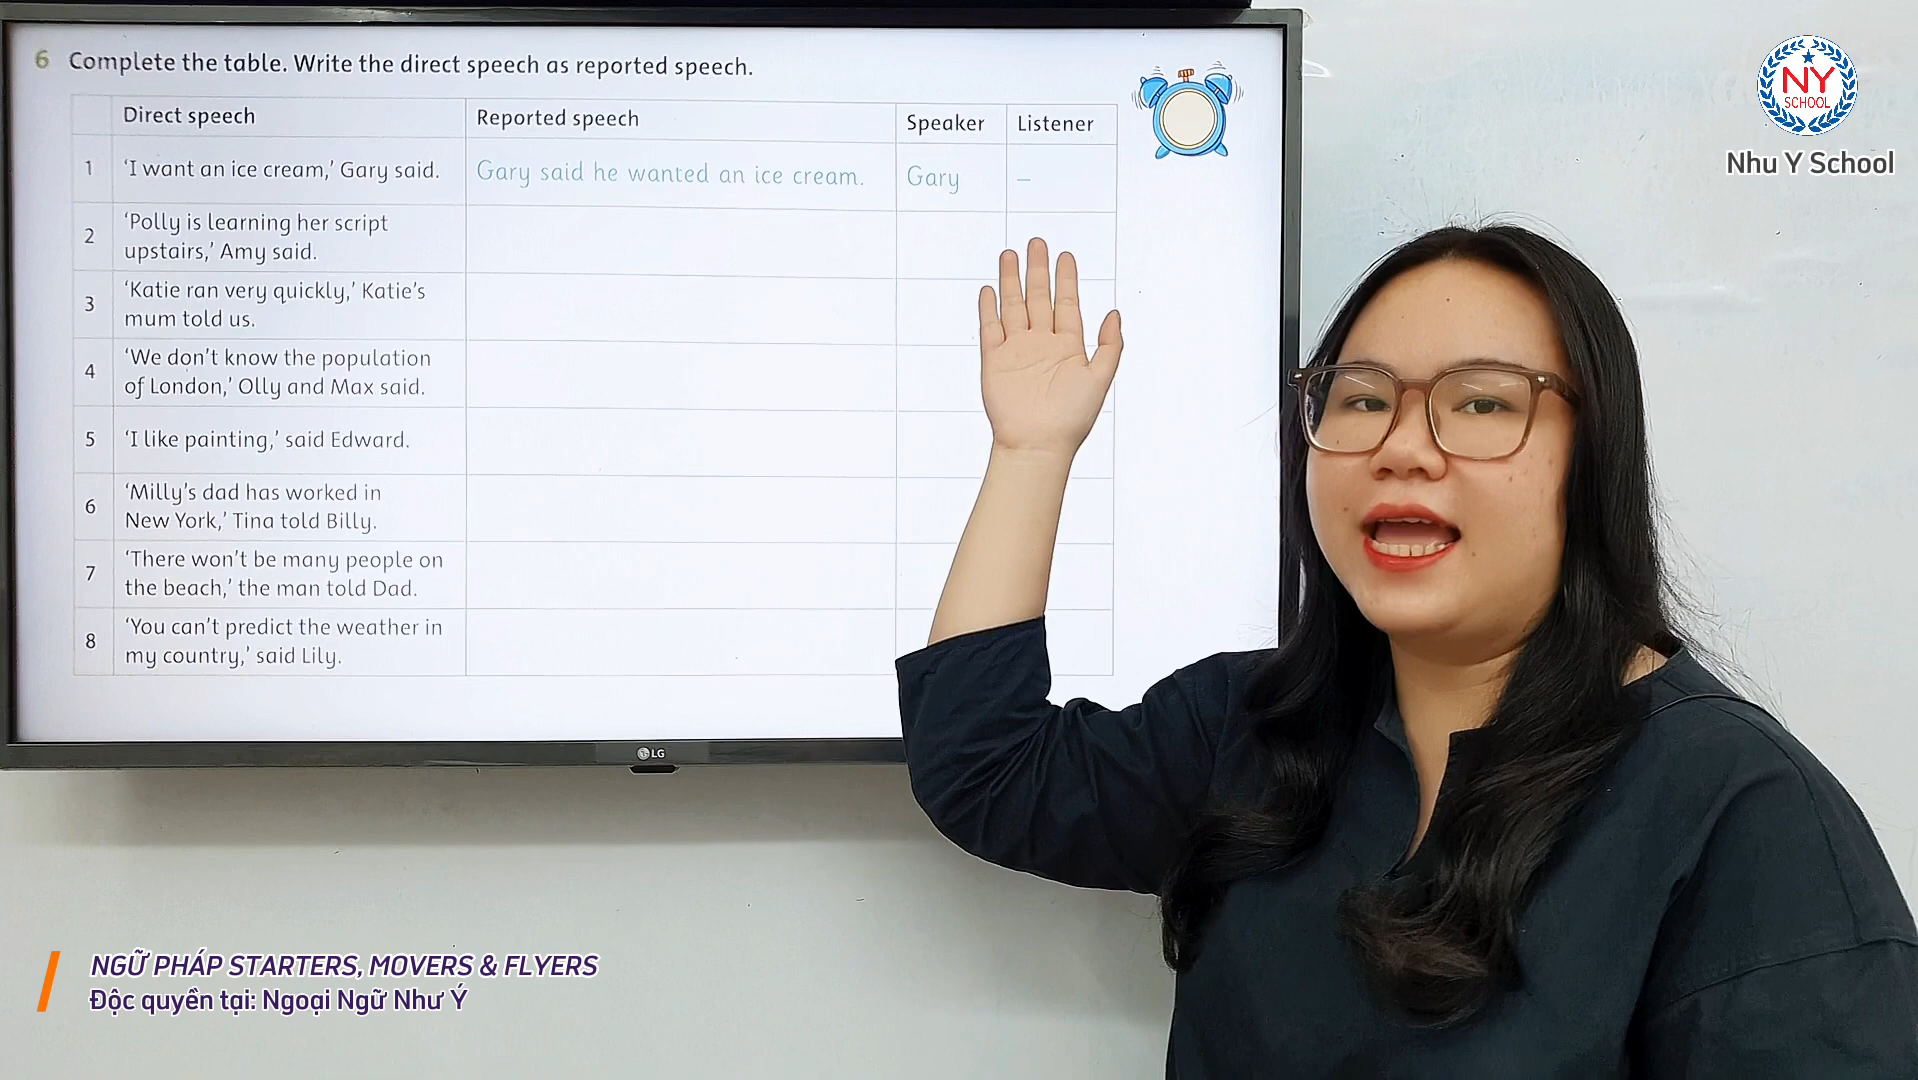 6 Complete the table. Write the direct speech as reported speech.
Direct speech Reported speech Speaker Listener
1 ‘I want an ice cream,’ Gary said. Gary said he wanted an ice cream. Gary –
2 ‘Polly is learning her script
upstairs,’ Amy said.
3 ‘Katie ran very quickly,’ Katie’s
mum told us.
4 ‘We don’t know the population
of London,’ Olly and Max said.
5 ‘I like painting,’ said Edward.
6 ‘Milly’s dad has worked in
New York,’ Tina told Billy.
7 ‘There won’t be many people on
the beach,’ the man told Dad.
8 ‘You can’t predict the weather in
my country,’ said Lily.
LG
NY
SCHOOL
Nhu Y School
NGỮ PHÁP STARTERS, MOVERS & FLYERS
Độc quyền tại: Ngoại Ngữ Như Ý